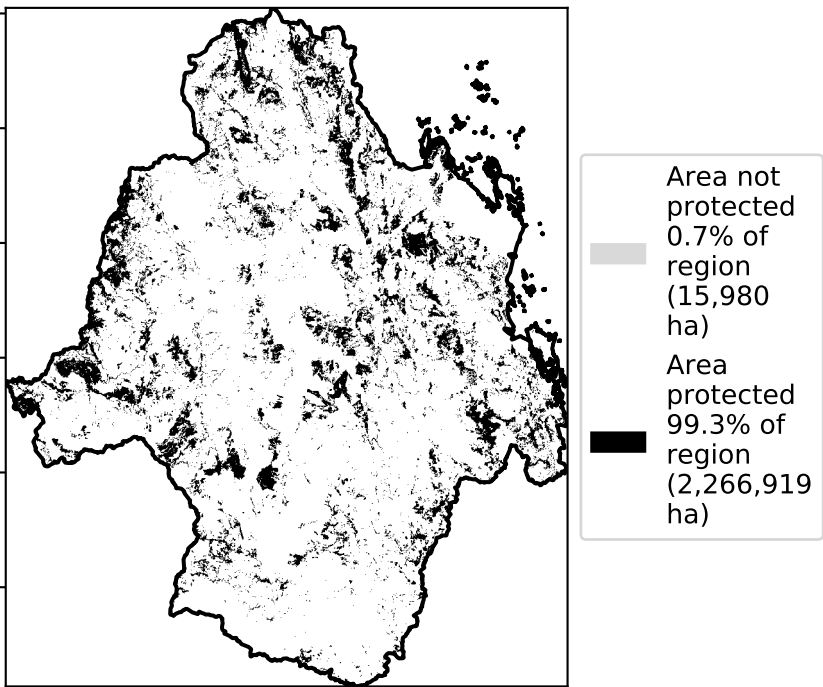 Area not
protected
0.7% of
region
(15,980
ha)
Area
protected
99.3% of
region
(2,266,919
ha)